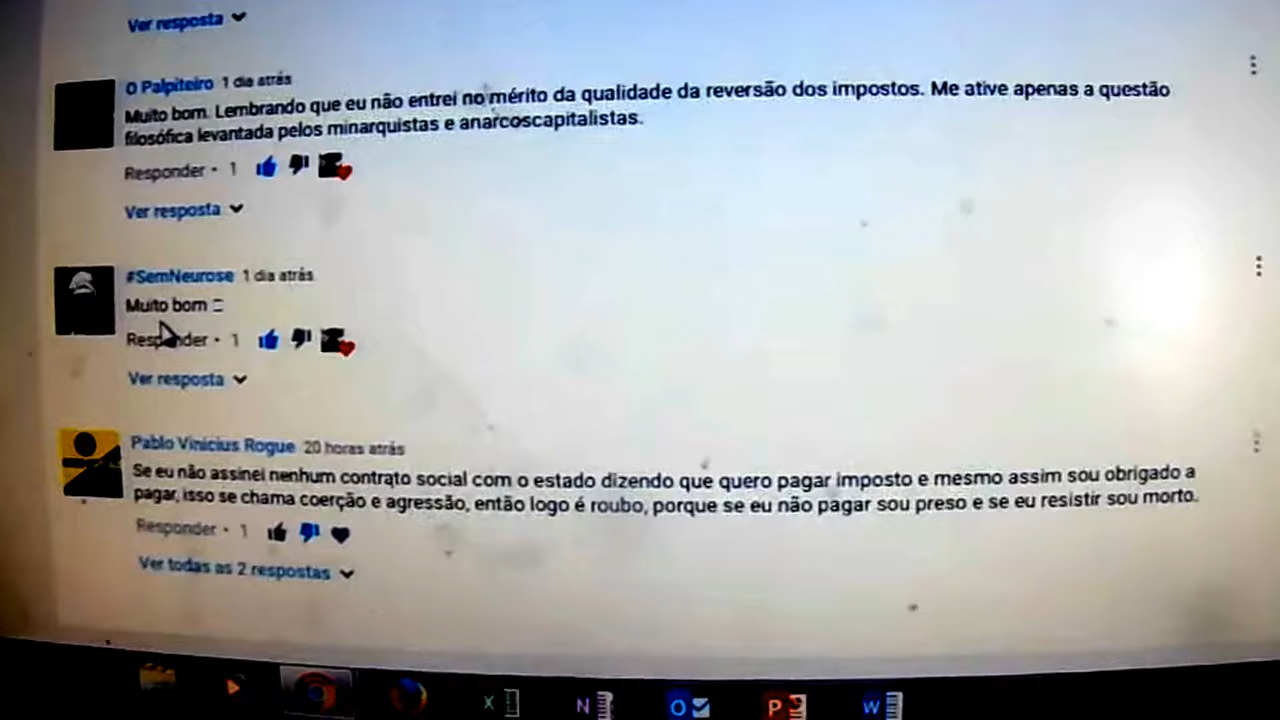 Ver resposta
O Palpiteiro 1 dia atrás
Muito bom. Lembrando que eu não entrei no mérito da qualidade da reversão dos impostos. Me ative apenas a questão
filosófica levantada pelos minarquistas e anarcoscapitalistas.
Responder • 1
Ver resposta
#SemNeurose 1 dia atrás
Muito bom
Responder • 1
Ver resposta
Pablo Vinícius Rogue 20 horas atrás
Se eu não assinei nenhum contrato social com o estado dizendo que quero pagar imposto e mesmo assim sou obrigado a
pagar, isso se chama coerção e agressão, então logo é roubo, porque se eu não pagar sou preso e se eu resistir sou morto.
Responder • 1
Ver todas as 2 respostas
X N O P W